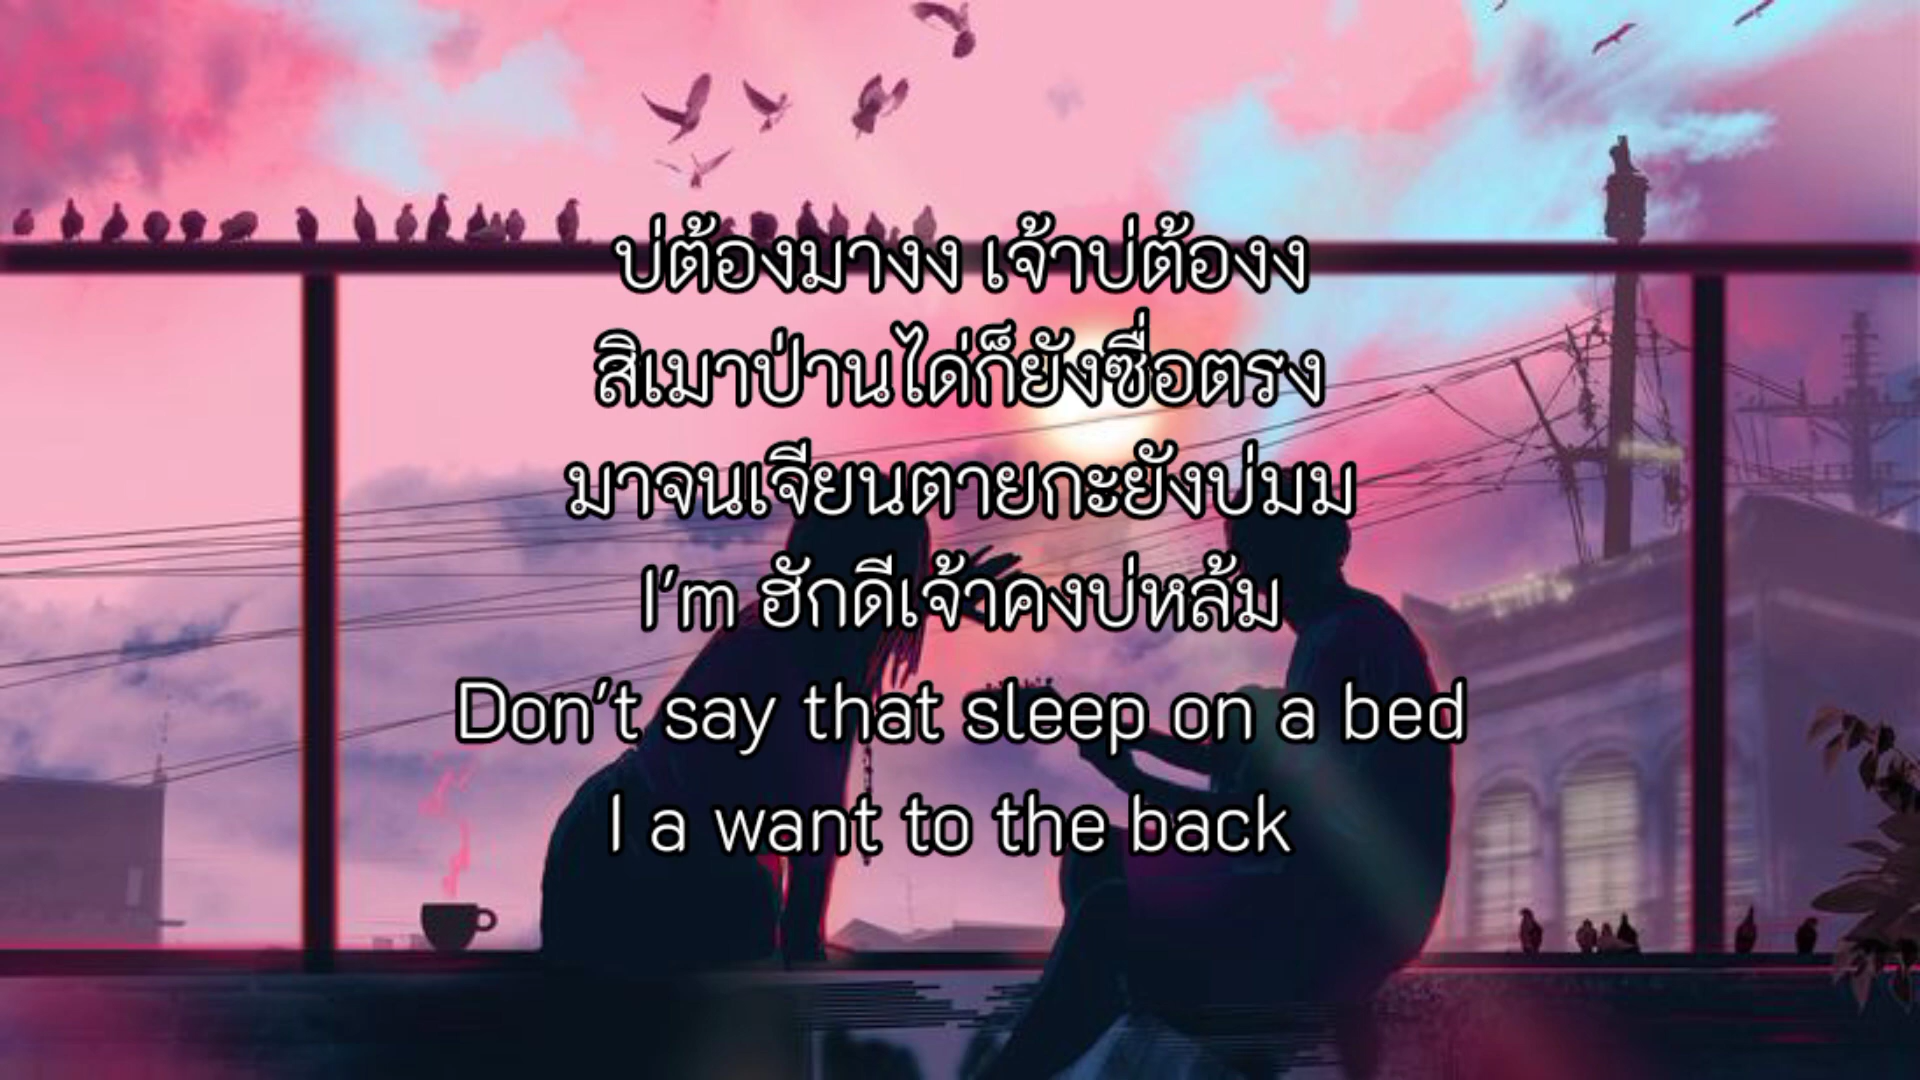 บ่ต้องมางง เจ้าบ่ต้องงง
สิเมาป่านได่ก็ยังซื่อตรง
มาจนเจียนตายกะยังบ่มม
I'm ฮักดีเจ้าคงบ่หล้ม
Don't say that sleep on a bed
I a want to the back